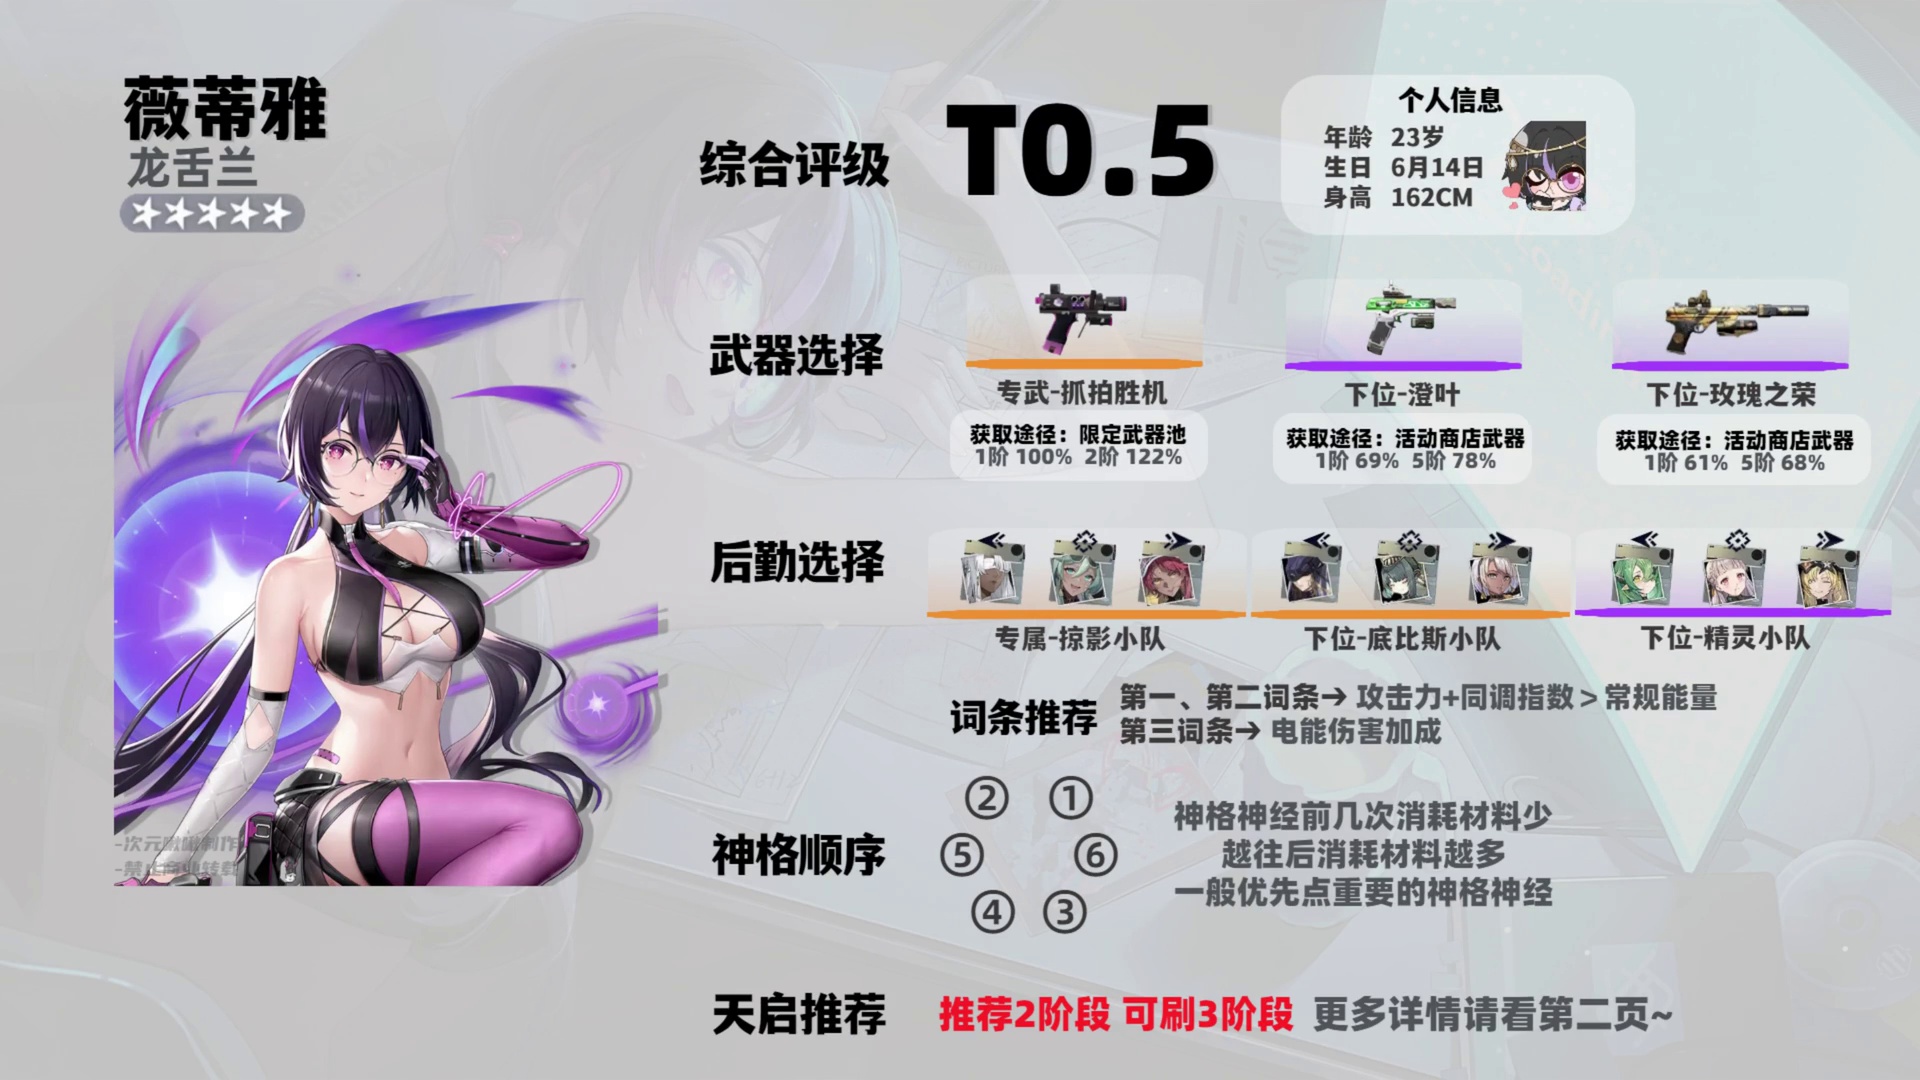 薇蒂雅
龙舌兰
综合评级
T0.5
个人信息
年龄 23岁
生日 6月14日
身高 162CM
武器选择
专武-抓拍胜机
获取途径：限定武器池
1阶 100% 2阶 122%
下位-澄叶
获取途径：活动商店武器
1阶 69% 5阶 78%
下位-玫瑰之荣
获取途径：活动商店武器
1阶 61% 5阶 68%
后勤选择
专属-掠影小队
下位-底比斯小队
下位-精灵小队
词条推荐
第一、第二词条→ 攻击力+同调指数＞常规能量
第三词条→ 电能伤害加成
神格顺序
② ①
⑤ ⑥
④ ③
神格神经前几次消耗材料少
越往后消耗材料越多
一般优先点重要的神格神经
天启推荐
推荐2阶段 可刷3阶段 更多详情请看第二页~
-次元啾啾制作
-禁止商业转载